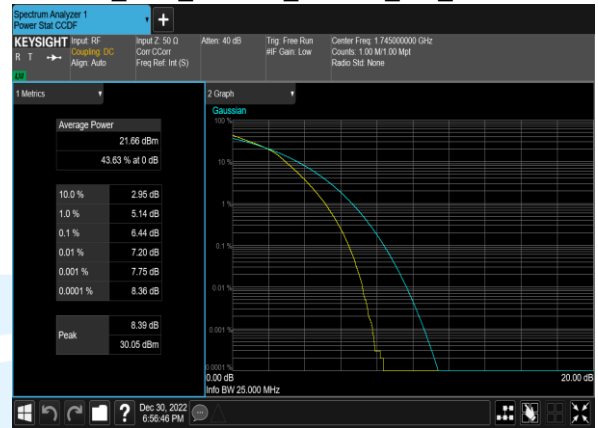 Spectrum Analyzer 1
Power Stat CCDF
KEYSIGHT
R T
LU
Input: RF
Coupling: DC
Align: Auto
Input Z: 50 Ω
Corr CCorr
Freq Ref: Int (S)
Atten: 40 dB
Trig: Free Run
#IF Gain: Low
Center Freq: 1.745000000 GHz
Counts: 1.00 M/1.00 Mpt
Radio Std: None
1 Metrics
Average Power
21.66 dBm
43.63 % at 0 dB
10.0 % 2.95 dB
1.0 % 5.14 dB
0.1 % 6.44 dB
0.01 % 7.20 dB
0.001 % 7.75 dB
0.0001 % 8.36 dB
Peak
8.39 dB
30.05 dBm
2 Graph
Gaussian
100 %
10 %
1 %
0.1 %
0.01 %
0.001 %
0.0001 %
0.00 dB
20.00 dB
Info BW 25.000 MHz
?
Dec 30, 2022
6:56:46 PM